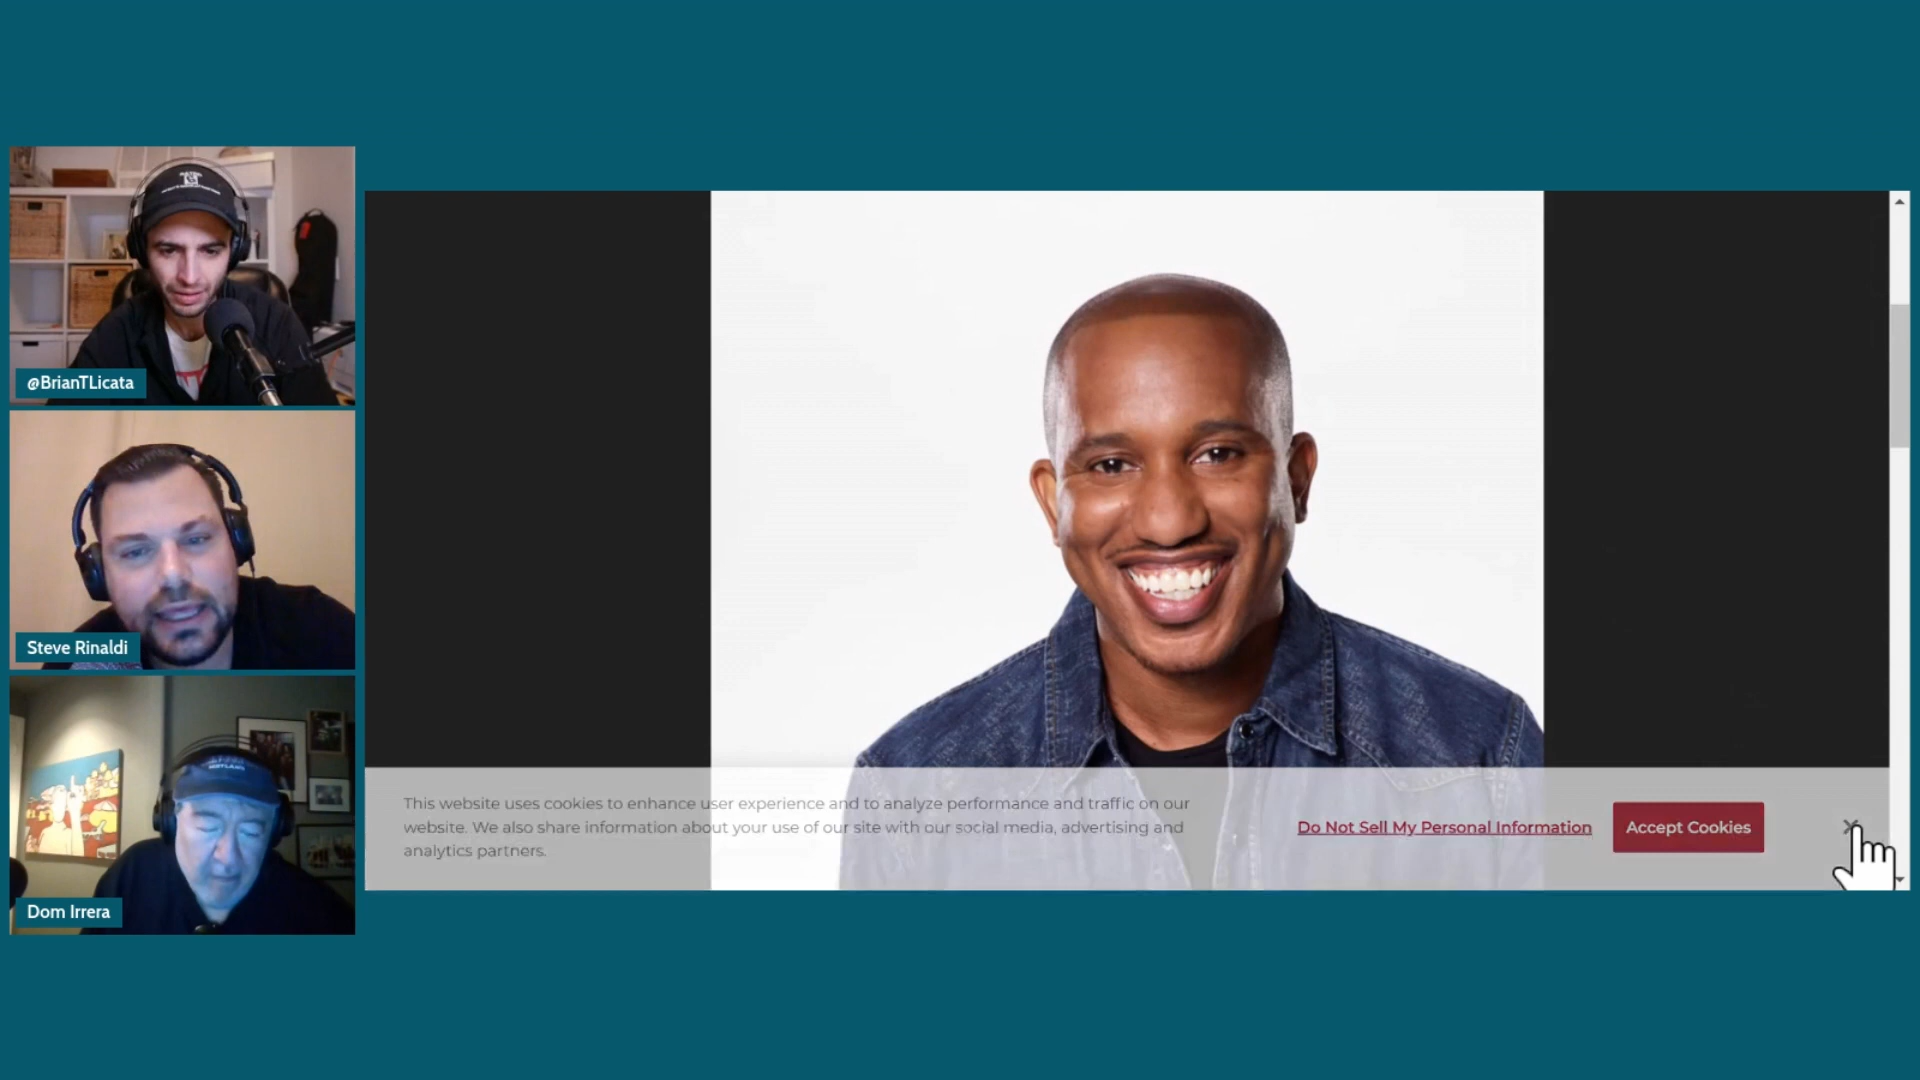 @BrianTLicata
Steve Rinaldi
Dom Irrera
This website uses cookies to enhance user experience and to analyze performance and traffic on our
website. We also share information about your use of our site with our social media, advertising and
analytics partners.
Do Not Sell My Personal Information
Accept Cookies